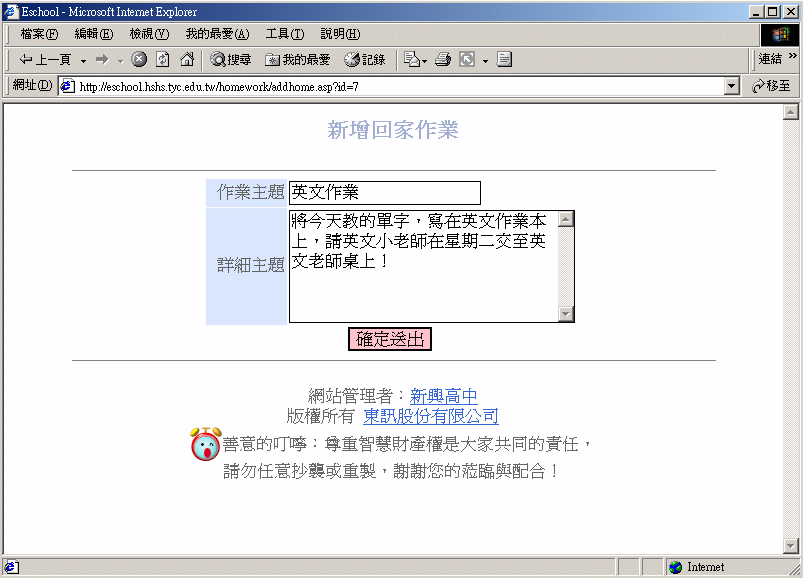 Eschool - Microsoft Internet Explorer
檔案(F) 編輯(E) 檢視(V) 我的最愛(A) 工具(T) 說明(H)
上一頁 搜尋 我的最愛 記錄 連結 »
網址(D) http://eschool.hshs.tyc.edu.tw/homework/addhome.asp?id=7 移至
新增回家作業
作業主題 英文作業
詳細主題
將今天教的單字，寫在英文作業本
上，請英文小老師在星期二交至英
文老師桌上！
確定送出
網站管理者：新興高中
版權所有 東訊股份有限公司
善意的叮嚀：尊重智慧財產權是大家共同的責任，
請勿任意抄襲或重製，謝謝您的蒞臨與配合！
Internet